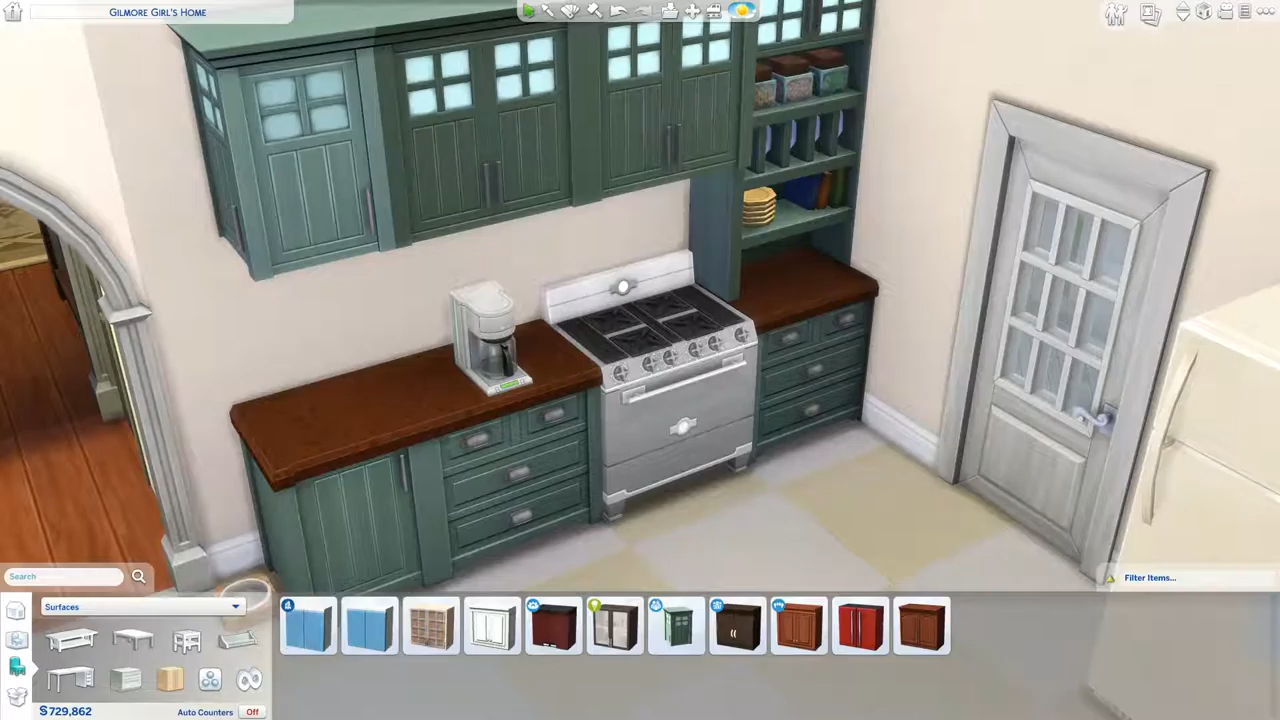 GILMORE GIRL'S HOME
Search
Filter Items...
Surfaces
§729,862
Auto Counters
Off